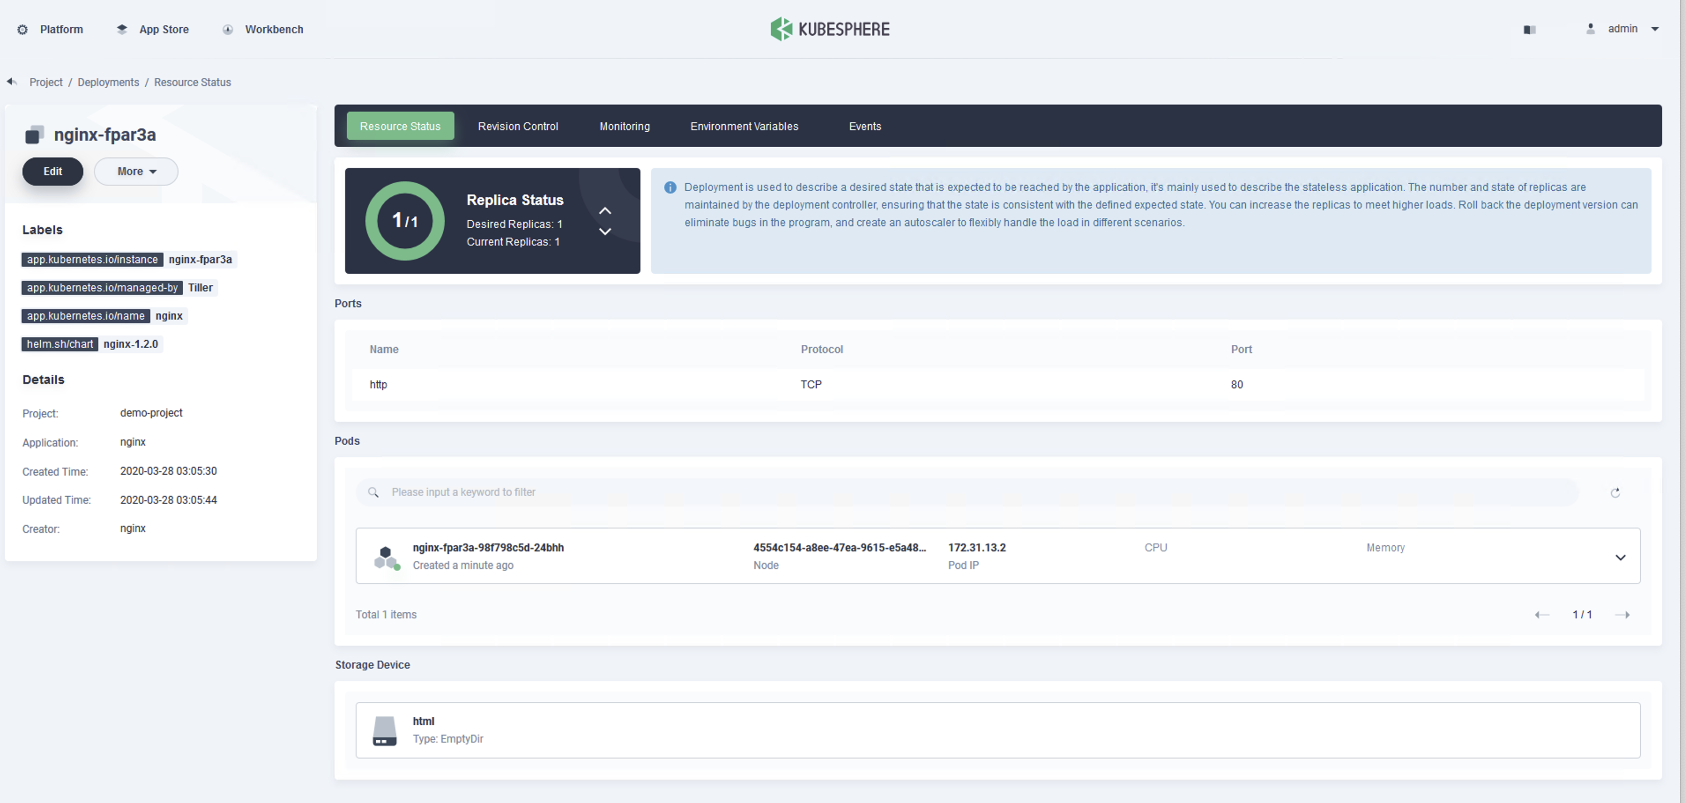 Platform
App Store
Workbench
KUBESPHERE
admin
Project / Deployments / Resource Status
nginx-fpar3a
Edit
More
Labels
app.kubernetes.io/instance nginx-fpar3a
app.kubernetes.io/managed-by Tiller
app.kubernetes.io/name nginx
helm.sh/chart nginx-1.2.0
Details
Project: demo-project
Application: nginx
Created Time: 2020-03-28 03:05:30
Updated Time: 2020-03-28 03:05:44
Creator: nginx
Resource Status
Revision Control
Monitoring
Environment Variables
Events
1/1
Replica Status
Desired Replicas: 1
Current Replicas: 1
Deployment is used to describe a desired state that is expected to be reached by the application, it's mainly used to describe the stateless application. The number and state of replicas are
maintained by the deployment controller, ensuring that the state is consistent with the defined expected state. You can increase the replicas to meet higher loads. Roll back the deployment version can
eliminate bugs in the program, and create an autoscaler to flexibly handle the load in different scenarios.
Ports
Name Protocol Port
http TCP 80
Pods
Please input a keyword to filter
nginx-fpar3a-98f798c5d-24bhh 4554c154-a8ee-47ea-9615-e5a48... 172.31.13.2 CPU Memory
Created a minute ago Node Pod IP
Total 1 items
1 / 1
Storage Device
html
Type: EmptyDir